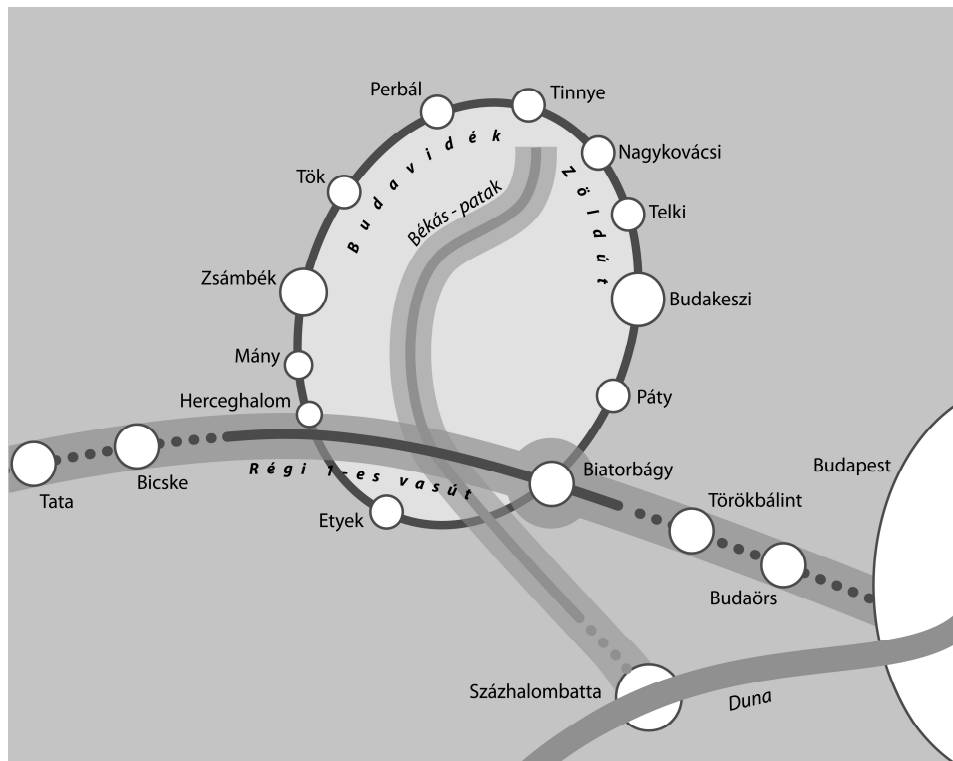 Perbál
Tinnye
Budavidék
Zöldút
Nagykovácsi
Tök
Békás - patak
Telki
Zsámbék
Budakeszi
Mány
Herceghalom
Páty
Régi 1-es vasút
Biatorbágy
Budapest
Tata
Bicske
Etyek
Törökbálint
Budaörs
Százhalombatta
Duna